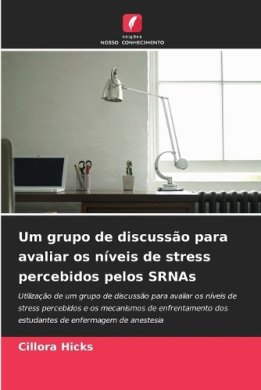 edições
NOSSO CONHECIMENTO
Um grupo de discussão para
avaliar os níveis de stress
percebidos pelos SRNAs
Utilização de um grupo de discussão para avaliar os níveis de
stress percebidos e os mecanismos de enfrentamento dos
estudantes de enfermagem de anestesia
Cillora Hicks